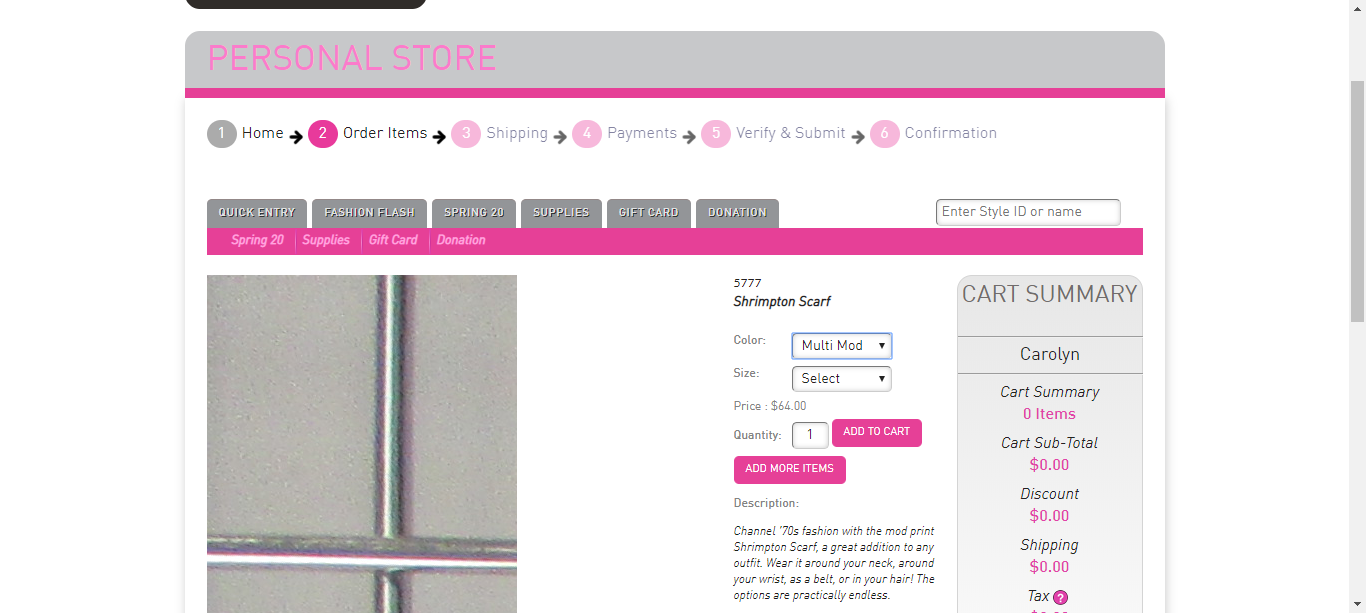 PERSONAL STORE
1 Home 2 Order Items 3 Shipping 4 Payments 5 Verify & Submit 6 Confirmation
QUICK ENTRY FASHION FLASH SPRING 20 SUPPLIES GIFT CARD DONATION
Enter Style ID or name
Spring 20 Supplies Gift Card Donation
5777
Shrimpton Scarf
Color: Multi Mod
Size: Select
Price : $64.00
Quantity: 1 ADD TO CART
ADD MORE ITEMS
Description:
Channel '70s fashion with the mod print
Shrimpton Scarf, a great addition to any
outfit. Wear it around your neck, around
your wrist, as a belt, or in your hair! The
options are practically endless.
CART SUMMARY
Carolyn
Cart Summary
0 Items
Cart Sub-Total
$0.00
Discount
$0.00
Shipping
$0.00
Tax ?